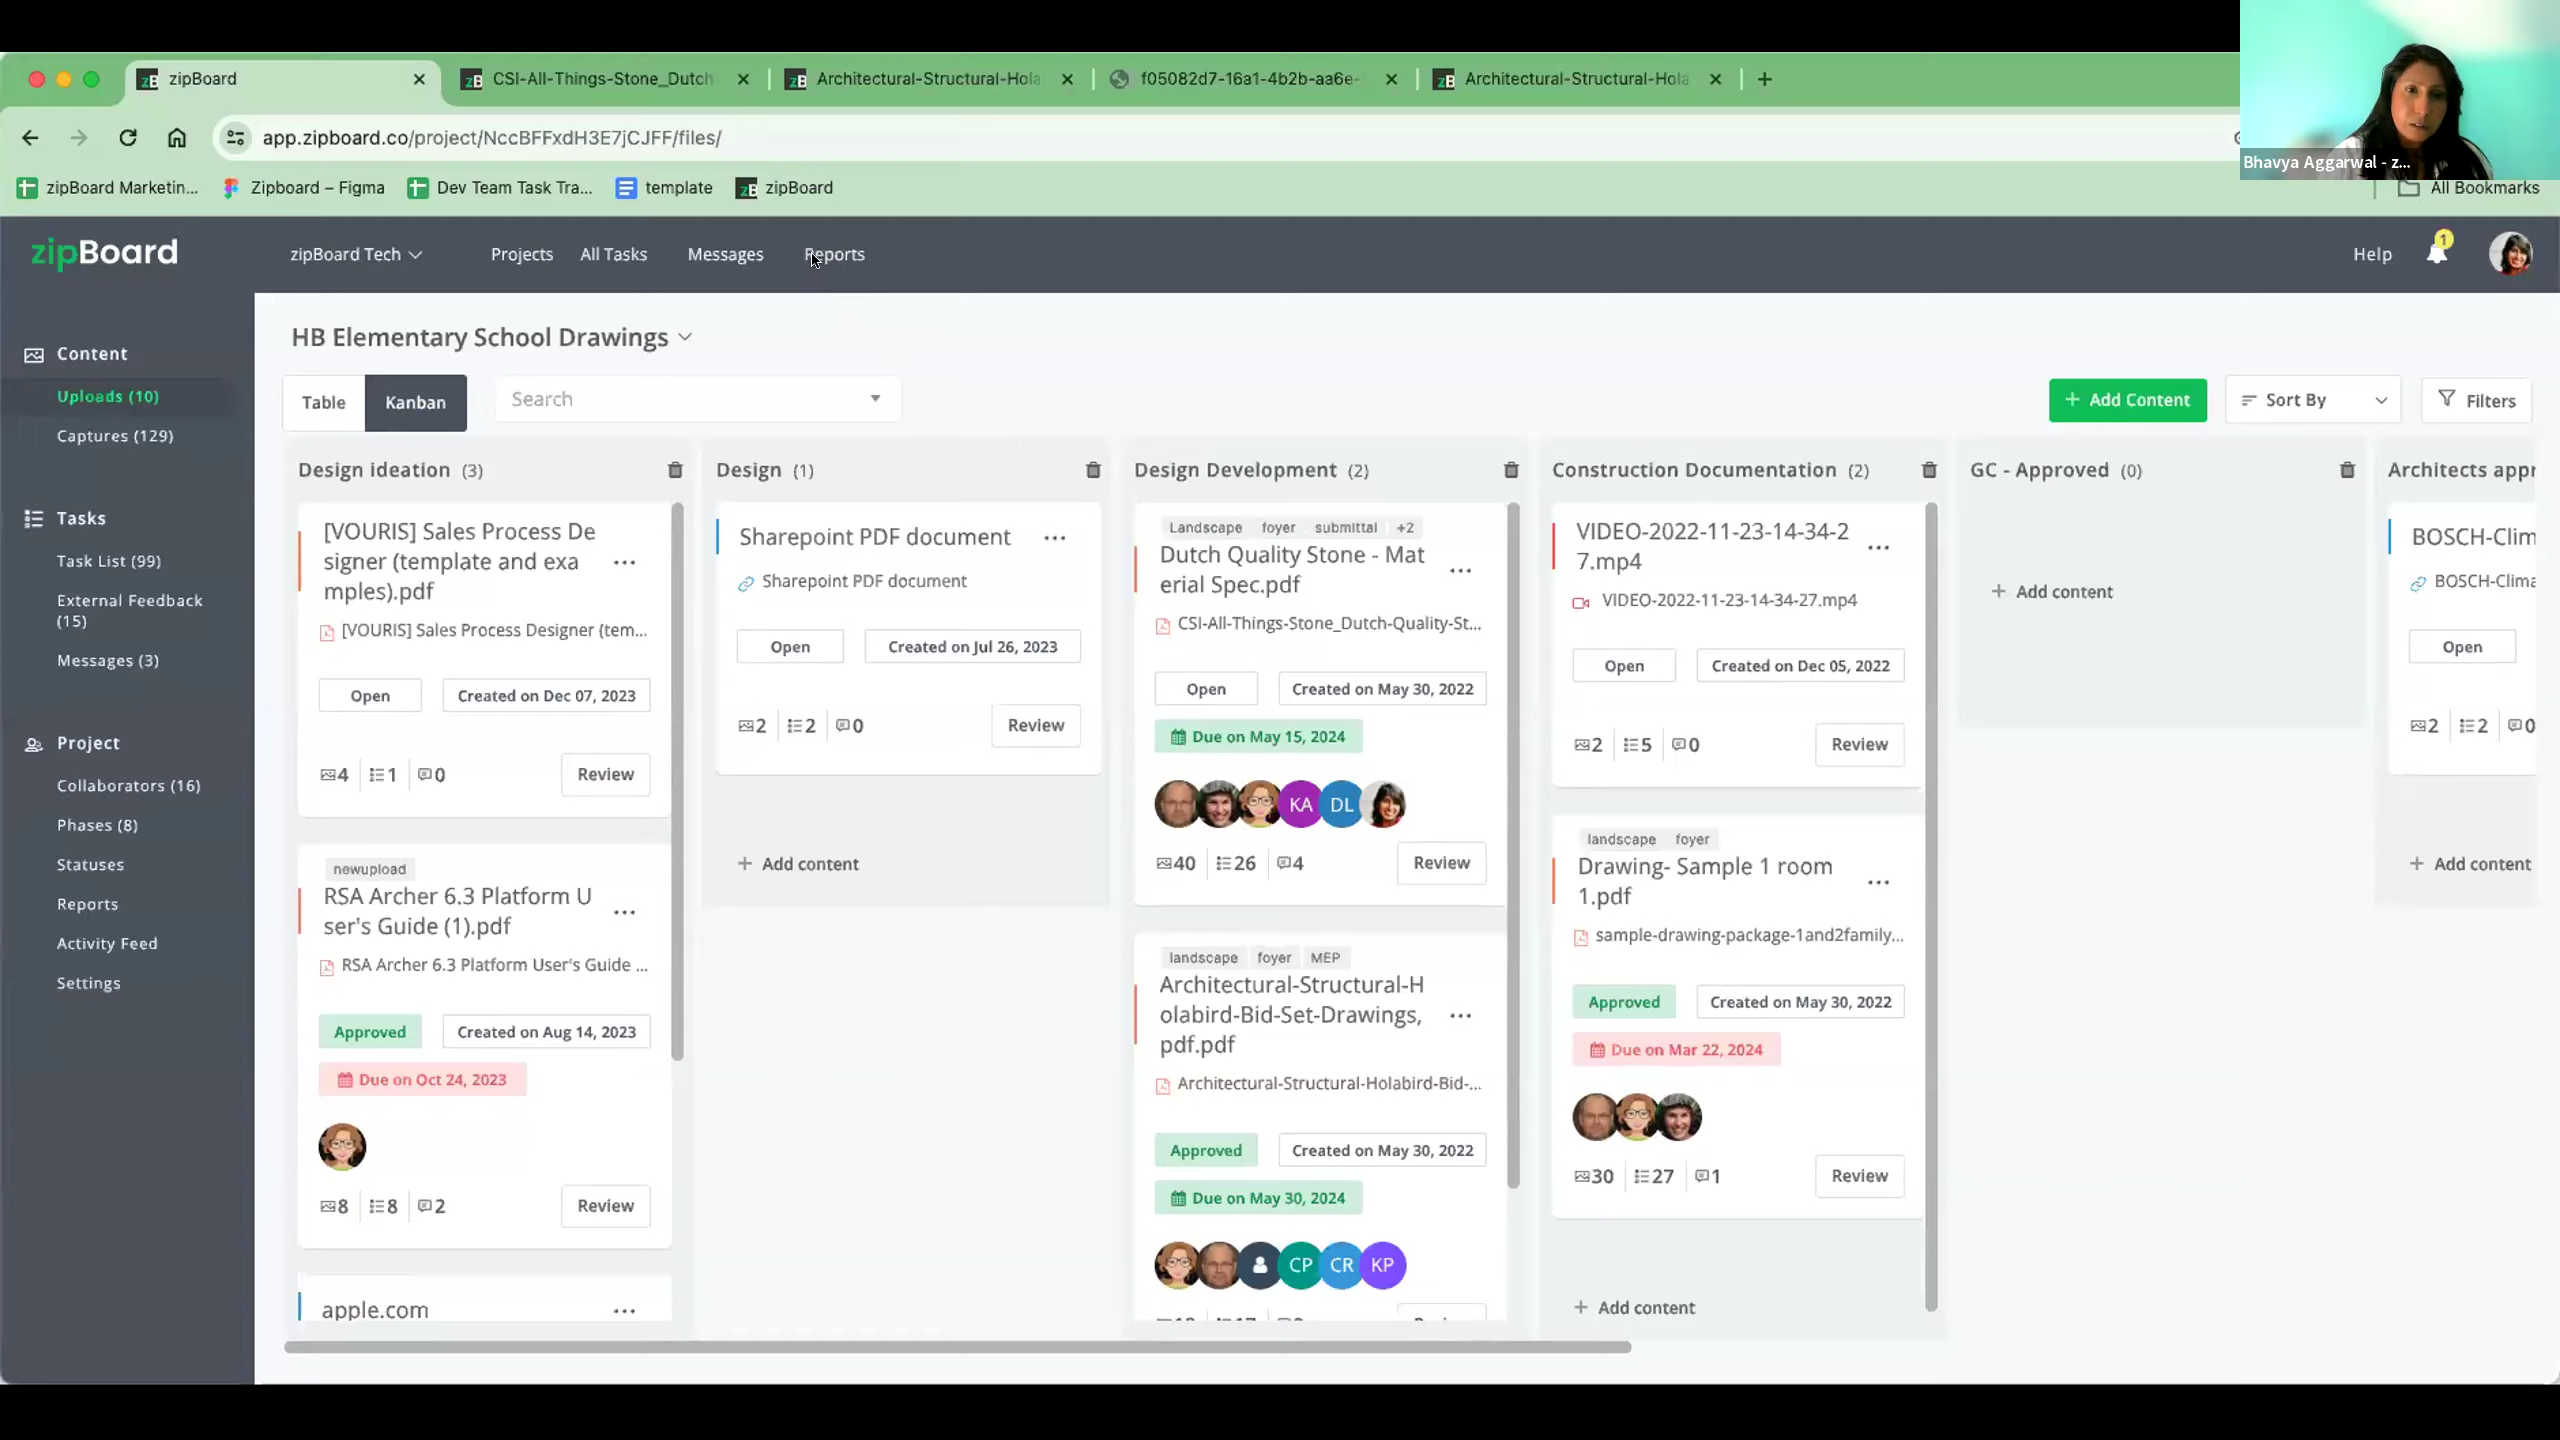 zipBoard
CSI-All-Things-Stone_Dutch
Architectural-Structural-Hola
f05082d7-16a1-4b2b-aa6e-
Architectural-Structural-Hola
app.zipboard.co/project/NccBFFxdH3E7jCJFF/files/
zipBoard Marketin...
Zipboard – Figma
Dev Team Task Tra...
template
zipBoard
All Bookmarks
Bhavya Aggarwal - z...
zipBoard
zipBoard Tech
Projects
All Tasks
Messages
Reports
Help
1
Content
Uploads (10)
Captures (129)
Tasks
Task List (99)
External Feedback
(15)
Messages (3)
Project
Collaborators (16)
Phases (8)
Statuses
Reports
Activity Feed
Settings
HB Elementary School Drawings
Table
Kanban
Search
+ Add Content
Sort By
Filters
Design ideation (3)
[VOURIS] Sales Process De
signer (template and exa
mples).pdf
[VOURIS] Sales Process Designer (tem...
Open
Created on Dec 07, 2023
4
1
0
Review
newupload
RSA Archer 6.3 Platform U
ser's Guide (1).pdf
RSA Archer 6.3 Platform User's Guide ...
Approved
Created on Aug 14, 2023
Due on Oct 24, 2023
8
8
2
Review
apple.com
Design (1)
Sharepoint PDF document
Sharepoint PDF document
Open
Created on Jul 26, 2023
2
2
0
Review
+ Add content
Design Development (2)
Landscape foyer submittal +2
Dutch Quality Stone - Mat
erial Spec.pdf
CSI-All-Things-Stone_Dutch-Quality-St...
Open
Created on May 30, 2022
Due on May 15, 2024
KA
DL
40
26
4
Review
landscape foyer MEP
Architectural-Structural-H
olabird-Bid-Set-Drawings,
pdf.pdf
Architectural-Structural-Holabird-Bid-...
Approved
Created on May 30, 2022
Due on May 30, 2024
CP
CR
KP
Construction Documentation (2)
VIDEO-2022-11-23-14-34-2
7.mp4
VIDEO-2022-11-23-14-34-27.mp4
Open
Created on Dec 05, 2022
2
5
0
Review
landscape foyer
Drawing- Sample 1 room
1.pdf
sample-drawing-package-1and2family...
Approved
Created on May 30, 2022
Due on Mar 22, 2024
30
27
1
Review
+ Add content
GC - Approved (0)
+ Add content
Architects appr
BOSCH-Clim
BOSCH-Clima
Open
2
2
0
+ Add content